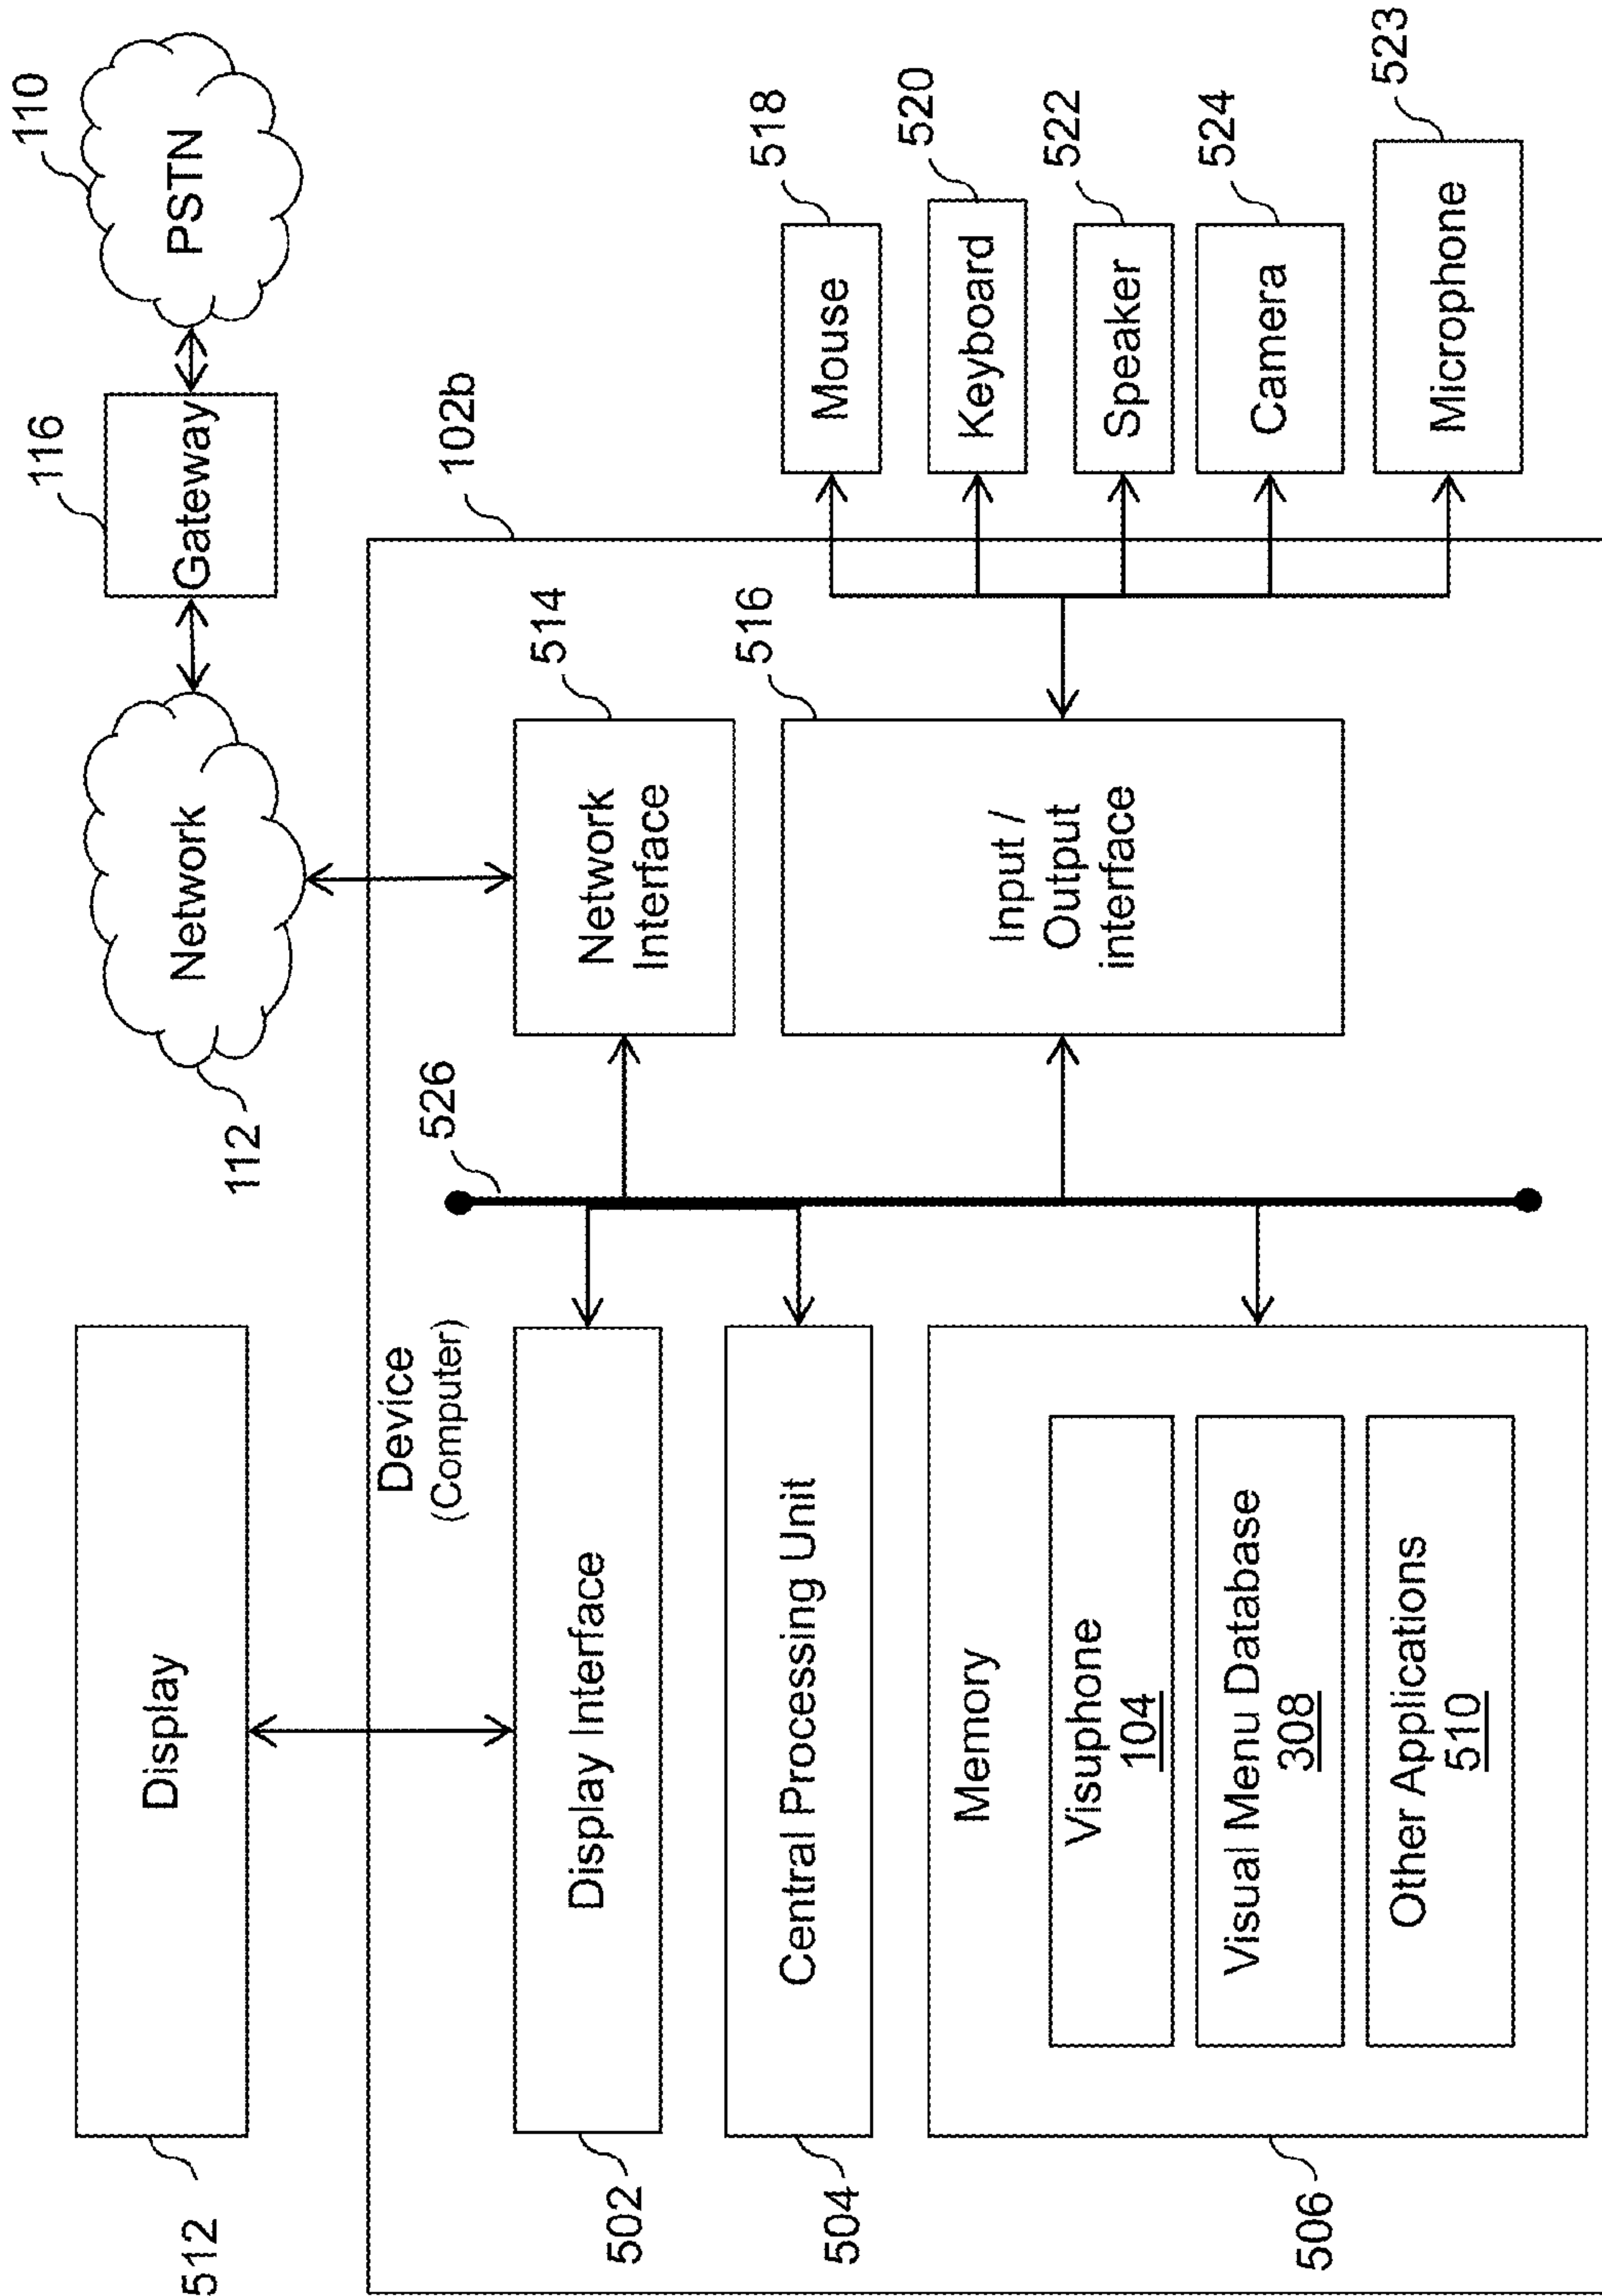 512
Display
112
Network
116
Gateway
110
PSTN
Device
(Computer)
102b
502
Display Interface
526
Network
Interface
514
504
Central Processing Unit
Input /
Output
interface
516
506
Memory
Visuphone
104
Visual Menu Database
308
Other Applications
510
Mouse
518
Keyboard
520
Speaker
522
Camera
524
Microphone
523